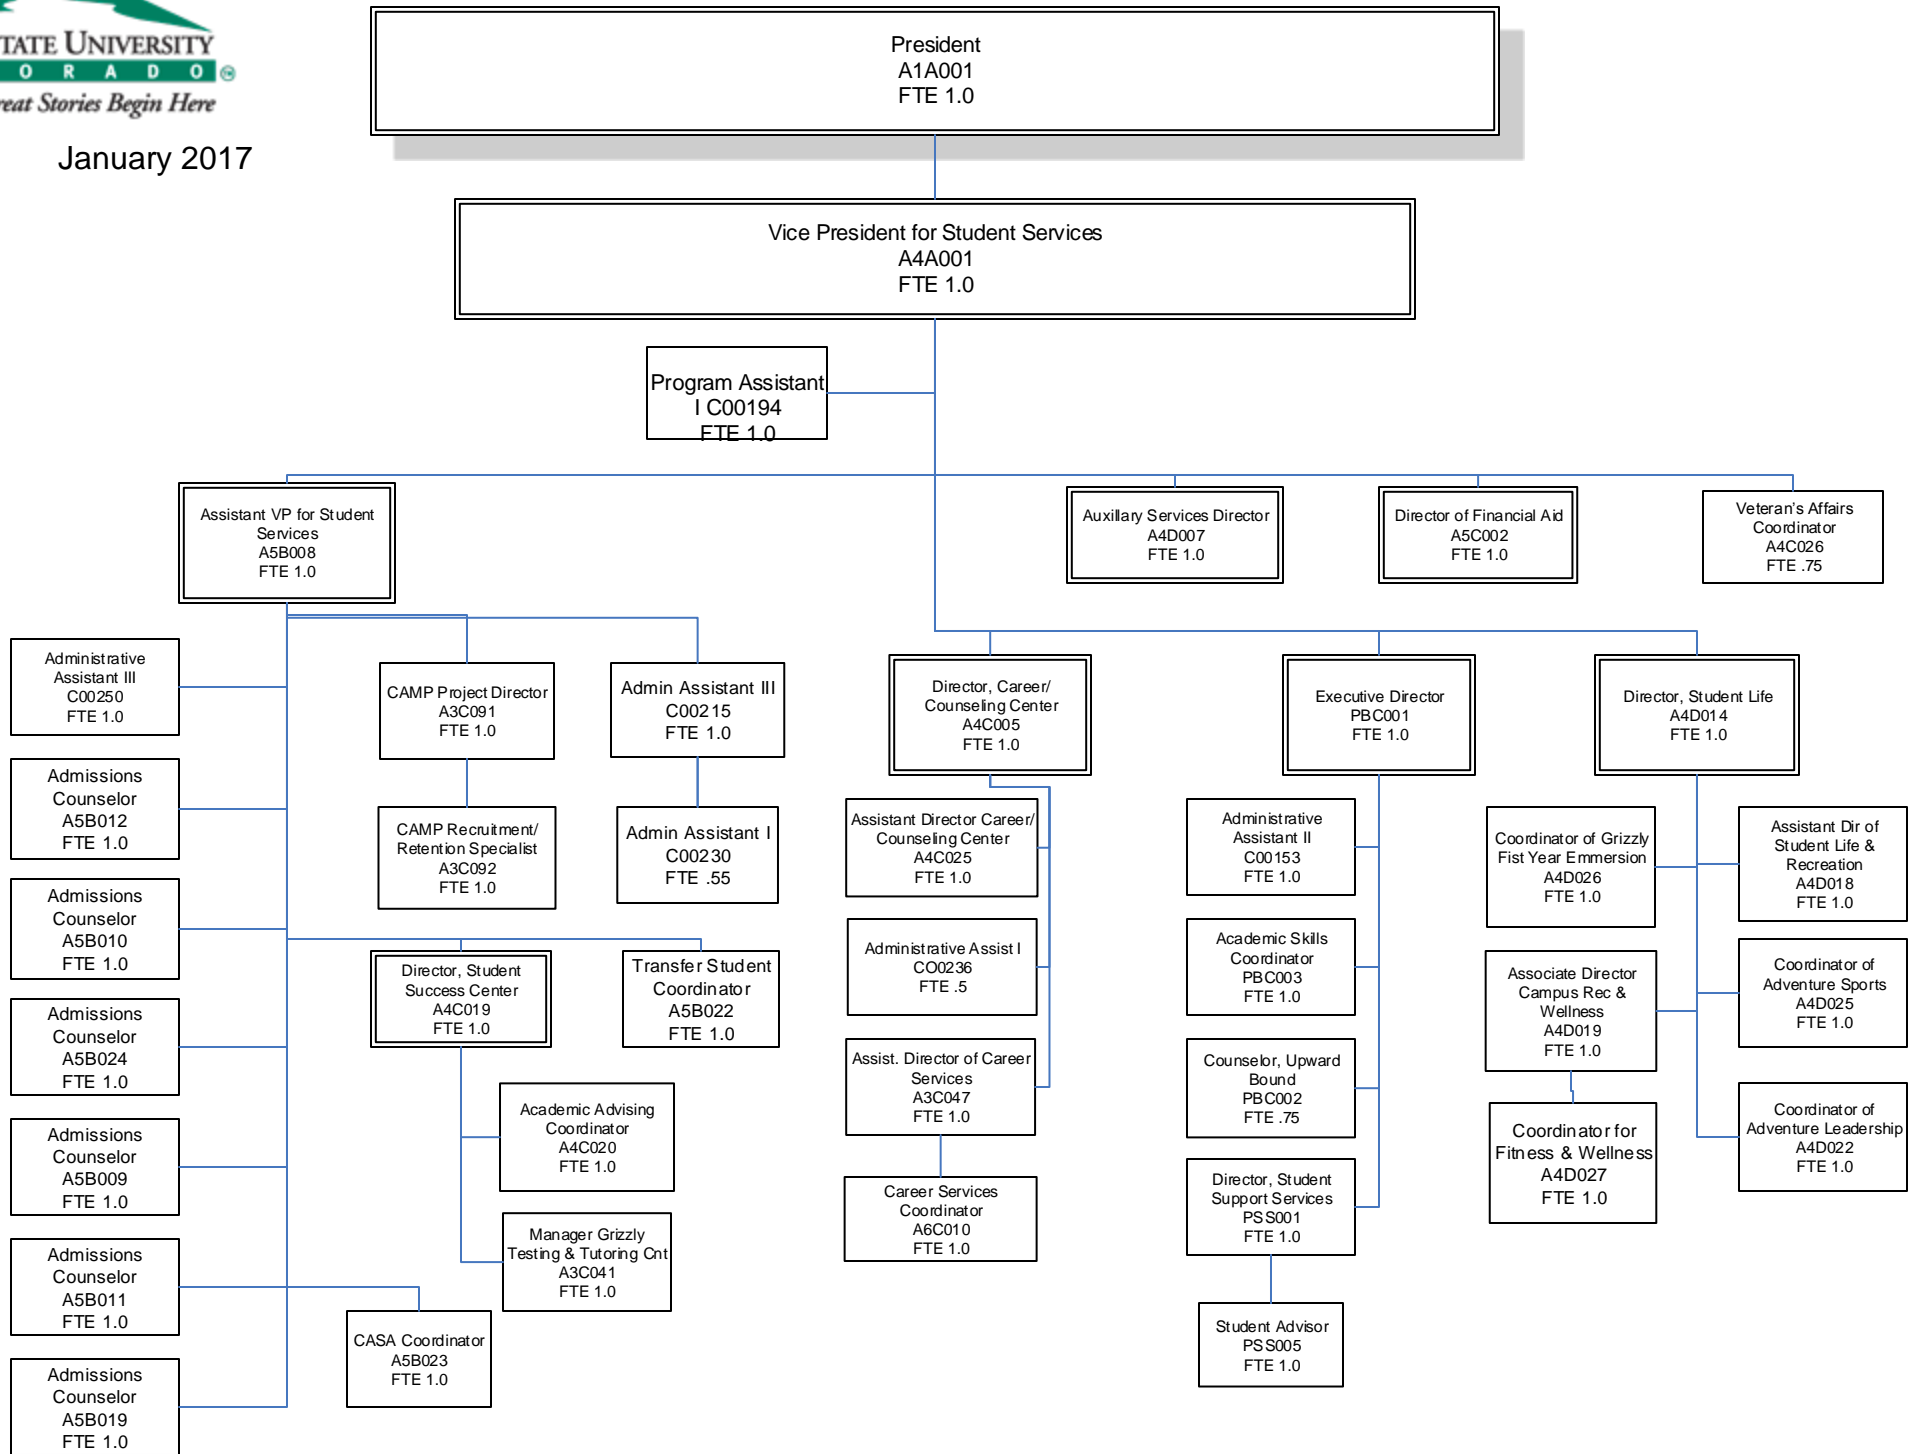 TATE UNIVERSITY
O R A D O
reat Stories Begin Here
January 2017
President
A1A001
FTE 1.0
Vice President for Student Services
A4A001
FTE 1.0
Program Assistant
I C00194
FTE 1.0
Assistant VP for Student
Services
A5B008
FTE 1.0
Auxillary Services Director
A4D007
FTE 1.0
Director of Financial Aid
A5C002
FTE 1.0
Veteran's Affairs
Coordinator
A4C026
FTE .75
Administrative
Assistant III
C00250
FTE 1.0
Admissions
Counselor
A5B012
FTE 1.0
Admissions
Counselor
A5B010
FTE 1.0
Admissions
Counselor
A5B024
FTE 1.0
Admissions
Counselor
A5B009
FTE 1.0
Admissions
Counselor
A5B011
FTE 1.0
Admissions
Counselor
A5B019
FTE 1.0
CAMP Project Director
A3C091
FTE 1.0
CAMP Recruitment/
Retention Specialist
A3C092
FTE 1.0
Admin Assistant III
C00215
FTE 1.0
Admin Assistant I
C00230
FTE .55
Director, Student
Success Center
A4C019
FTE 1.0
Transfer Student
Coordinator
A5B022
FTE 1.0
Academic Advising
Coordinator
A4C020
FTE 1.0
Manager Grizzly
Testing & Tutoring Cnt
A3C041
FTE 1.0
CASA Coordinator
A5B023
FTE 1.0
Director, Career/
Counseling Center
A4C005
FTE 1.0
Assistant Director Career/
Counseling Center
A4C025
FTE 1.0
Administrative Assist I
CO0236
FTE .5
Assist. Director of Career
Services
A3C047
FTE 1.0
Career Services
Coordinator
A6C010
FTE 1.0
Executive Director
PBC001
FTE 1.0
Administrative
Assistant II
C00153
FTE 1.0
Academic Skills
Coordinator
PBC003
FTE 1.0
Counselor, Upward
Bound
PBC002
FTE .75
Director, Student
Support Services
PSS001
FTE 1.0
Student Advisor
PSS005
FTE 1.0
Director, Student Life
A4D014
FTE 1.0
Coordinator of Grizzly
Fist Year Emmersion
A4D026
FTE 1.0
Associate Director
Campus Rec &
Wellness
A4D019
FTE 1.0
Coordinator for
Fitness & Wellness
A4D027
FTE 1.0
Assistant Dir of
Student Life &
Recreation
A4D018
FTE 1.0
Coordinator of
Adventure Sports
A4D025
FTE 1.0
Coordinator of
Adventure Leadership
A4D022
FTE 1.0